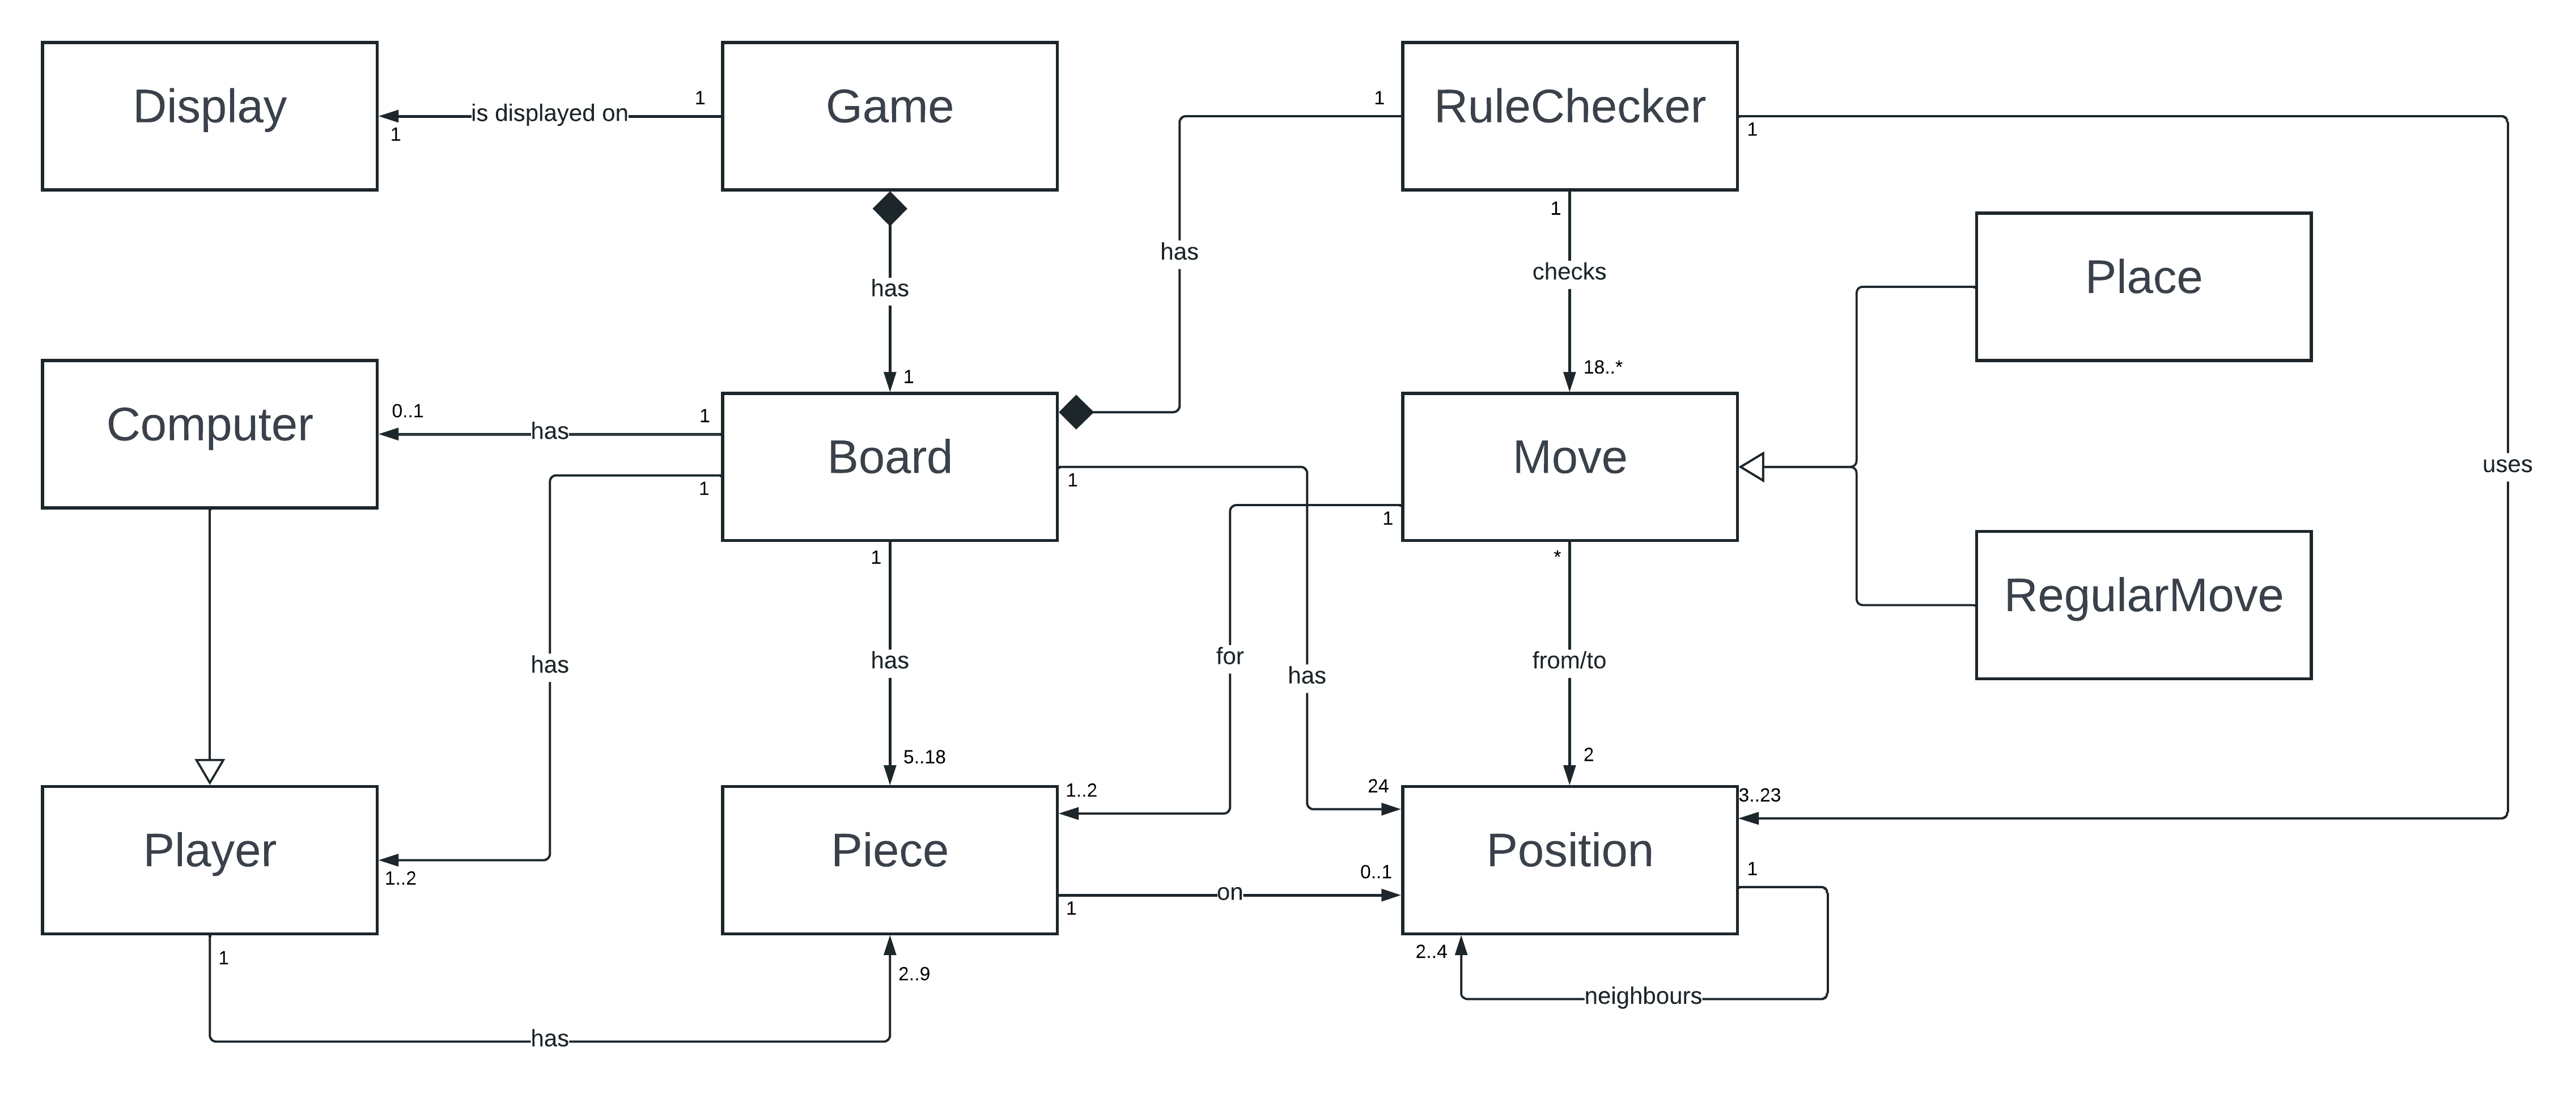 Display
Game
RuleChecker
is displayed on
1
1
1
1
has
checks
1
has
Place
18..*
1
Computer
0..1
has
1
1
Board
1
Move
1
uses
1
*
RegularMove
has
has
for
has
from/to
5..18
1..2
24
2
3..23
Player
1..2
Piece
on
1
0..1
Position
1
1
2..9
2..4
neighbours
has